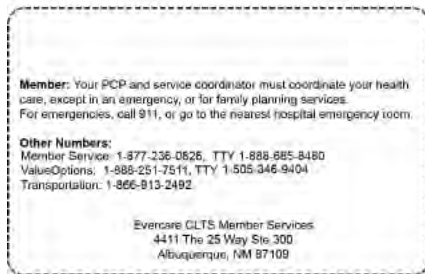 Member: Your PCP and service coordinator must coordinate your health
care, except in an emergency, or for family planning services.
For emergencies, call 911, or go to the nearest hospital emergency room.
Other Numbers:
Member Service: 1-877-236-0826, TTY 1-888-685-8480
ValueOptions: 1-888-251-7511, TTY 1-505-346-9404
Transportation: 1-866-913-2492
Evercare CLTS Member Services
4411 The 25 Way Ste 300
Albuquerque, NM 87109